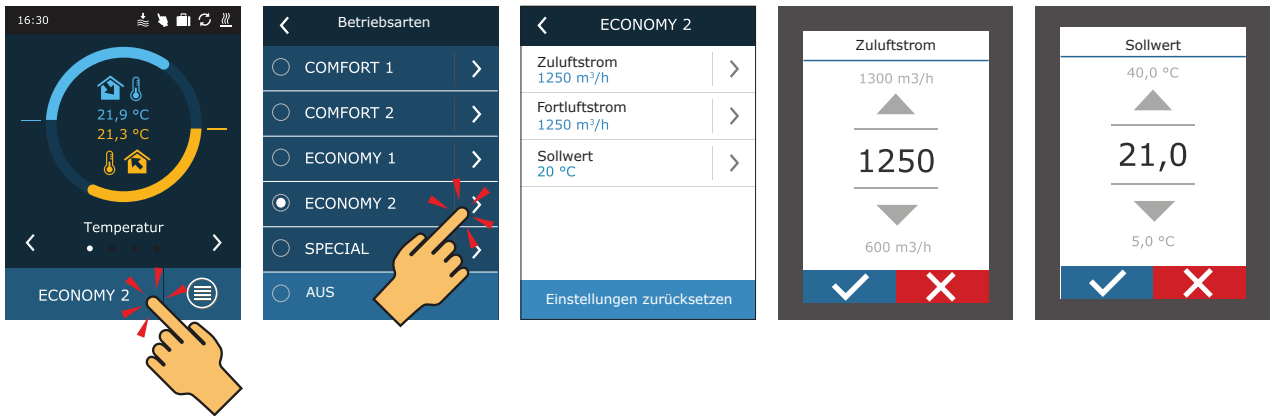 16:30
21,9 °C
21,3 °C
Temperatur
ECONOMY 2
Betriebsarten
COMFORT 1
COMFORT 2
ECONOMY 1
ECONOMY 2
SPECIAL
AUS
ECONOMY 2
Zuluftstrom
1250 m³/h
Fortluftstrom
1250 m³/h
Sollwert
20 °C
Einstellungen zurücksetzen
Zuluftstrom
1300 m3/h
1250
600 m3/h
Sollwert
40,0 °C
21,0
5,0 °C